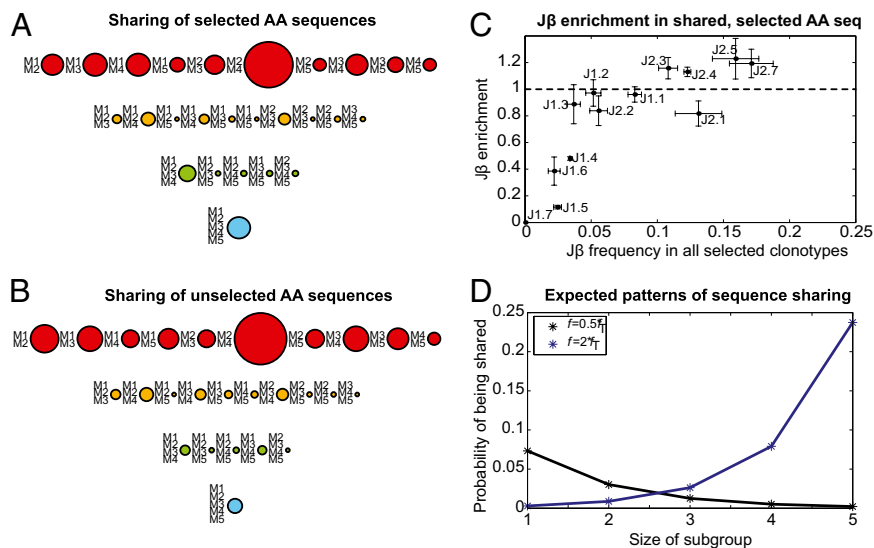 A
Sharing of selected AA sequences
M1 M1 M1 M1 M2 M2 M2 M3 M3 M4
M2 M3 M4 M5 M3 M4 M5 M4 M5 M5
M1 M1 M1 M1 M1 M1 M2 M2 M2 M3
M2 M2 M2 M3 M3 M4 M3 M3 M4 M4
M3 M4 M5 M4 M5 M5 M4 M5 M5 M5
M1 M1 M1 M1 M2
M2 M2 M2 M3 M3
M3 M3 M4 M4 M4
M4 M5 M5 M5 M5
M1
M2
M3
M4
M5
B
Sharing of unselected AA sequences
M1 M1 M1 M1 M2 M2 M2 M3 M3 M4
M2 M3 M4 M5 M3 M4 M5 M4 M5 M5
M1 M1 M1 M1 M1 M1 M2 M2 M2 M3
M2 M2 M2 M3 M3 M4 M3 M3 M4 M4
M3 M4 M5 M4 M5 M5 M4 M5 M5 M5
M1 M1 M1 M1 M2
M2 M2 M2 M3 M3
M3 M3 M4 M4 M4
M4 M5 M5 M5 M5
M1
M2
M3
M4
M5
C
Jβ enrichment in shared, selected AA seq
Jβ enrichment
1.2
1
0.8
0.6
0.4
0.2
0
J2.5
J2.3
J2.4
J2.7
J1.2
J1.3
J1.1
J2.2
J2.1
J1.4
J1.6
J1.7
J1.5
0 0.05 0.1 0.15 0.2 0.25
Jβ frequency in all selected clonotypes
D
Expected patterns of sequence sharing
Probability of being shared
0.25
0.2
0.15
0.1
0.05
0
f=0.5fT
f=2*fT
1 2 3 4 5
Size of subgroup